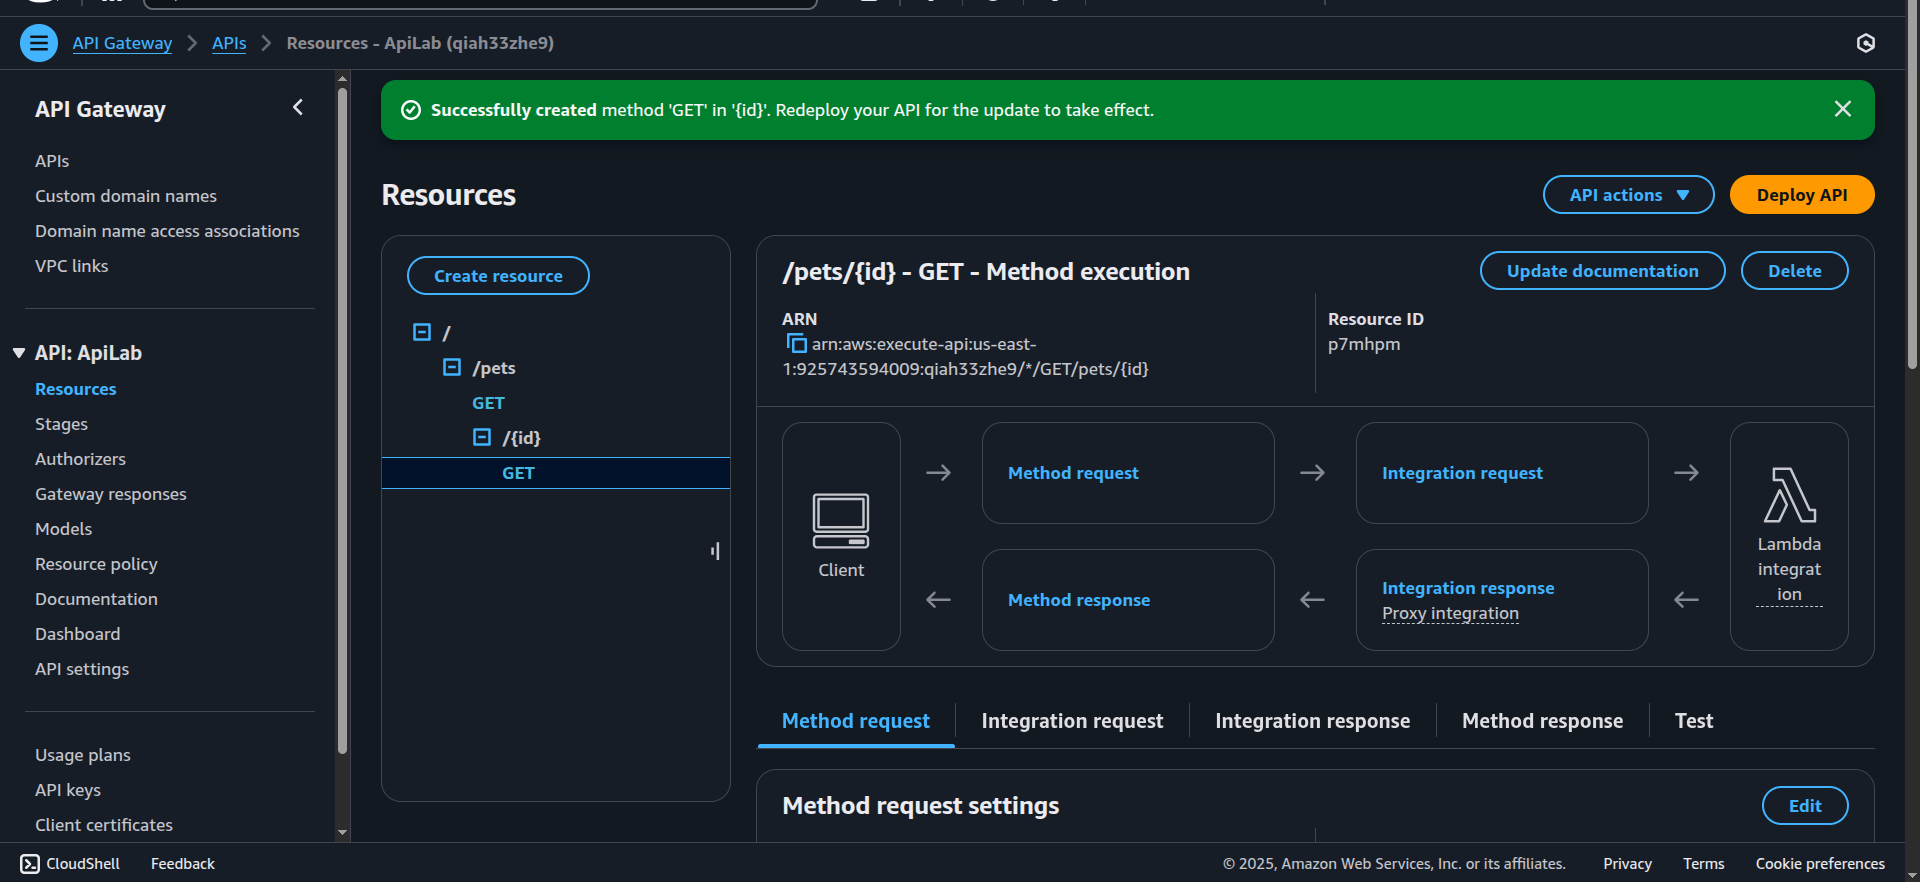 API Gateway
APIs
Resources - ApiLab (qiah33zhe9)
API Gateway
APIs
Custom domain names
Domain name access associations
VPC links
API: ApiLab
Resources
Stages
Authorizers
Gateway responses
Models
Resource policy
Documentation
Dashboard
API settings
Usage plans
API keys
Client certificates
Successfully created method 'GET' in '{id}'. Redeploy your API for the update to take effect.
Resources
API actions
Deploy API
Create resource
/
/pets
GET
/{id}
GET
/pets/{id} - GET - Method execution
Update documentation
Delete
ARN
arn:aws:execute-api:us-east-
1:925743594009:qiah33zhe9/*/GET/pets/{id}
Resource ID
p7mhpm
Client
Method request
Integration request
Method response
Integration response
Proxy integration
Lambda
integrat
ion
Method request
Integration request
Integration response
Method response
Test
Method request settings
Edit
CloudShell
Feedback
© 2025, Amazon Web Services, Inc. or its affiliates.
Privacy
Terms
Cookie preferences